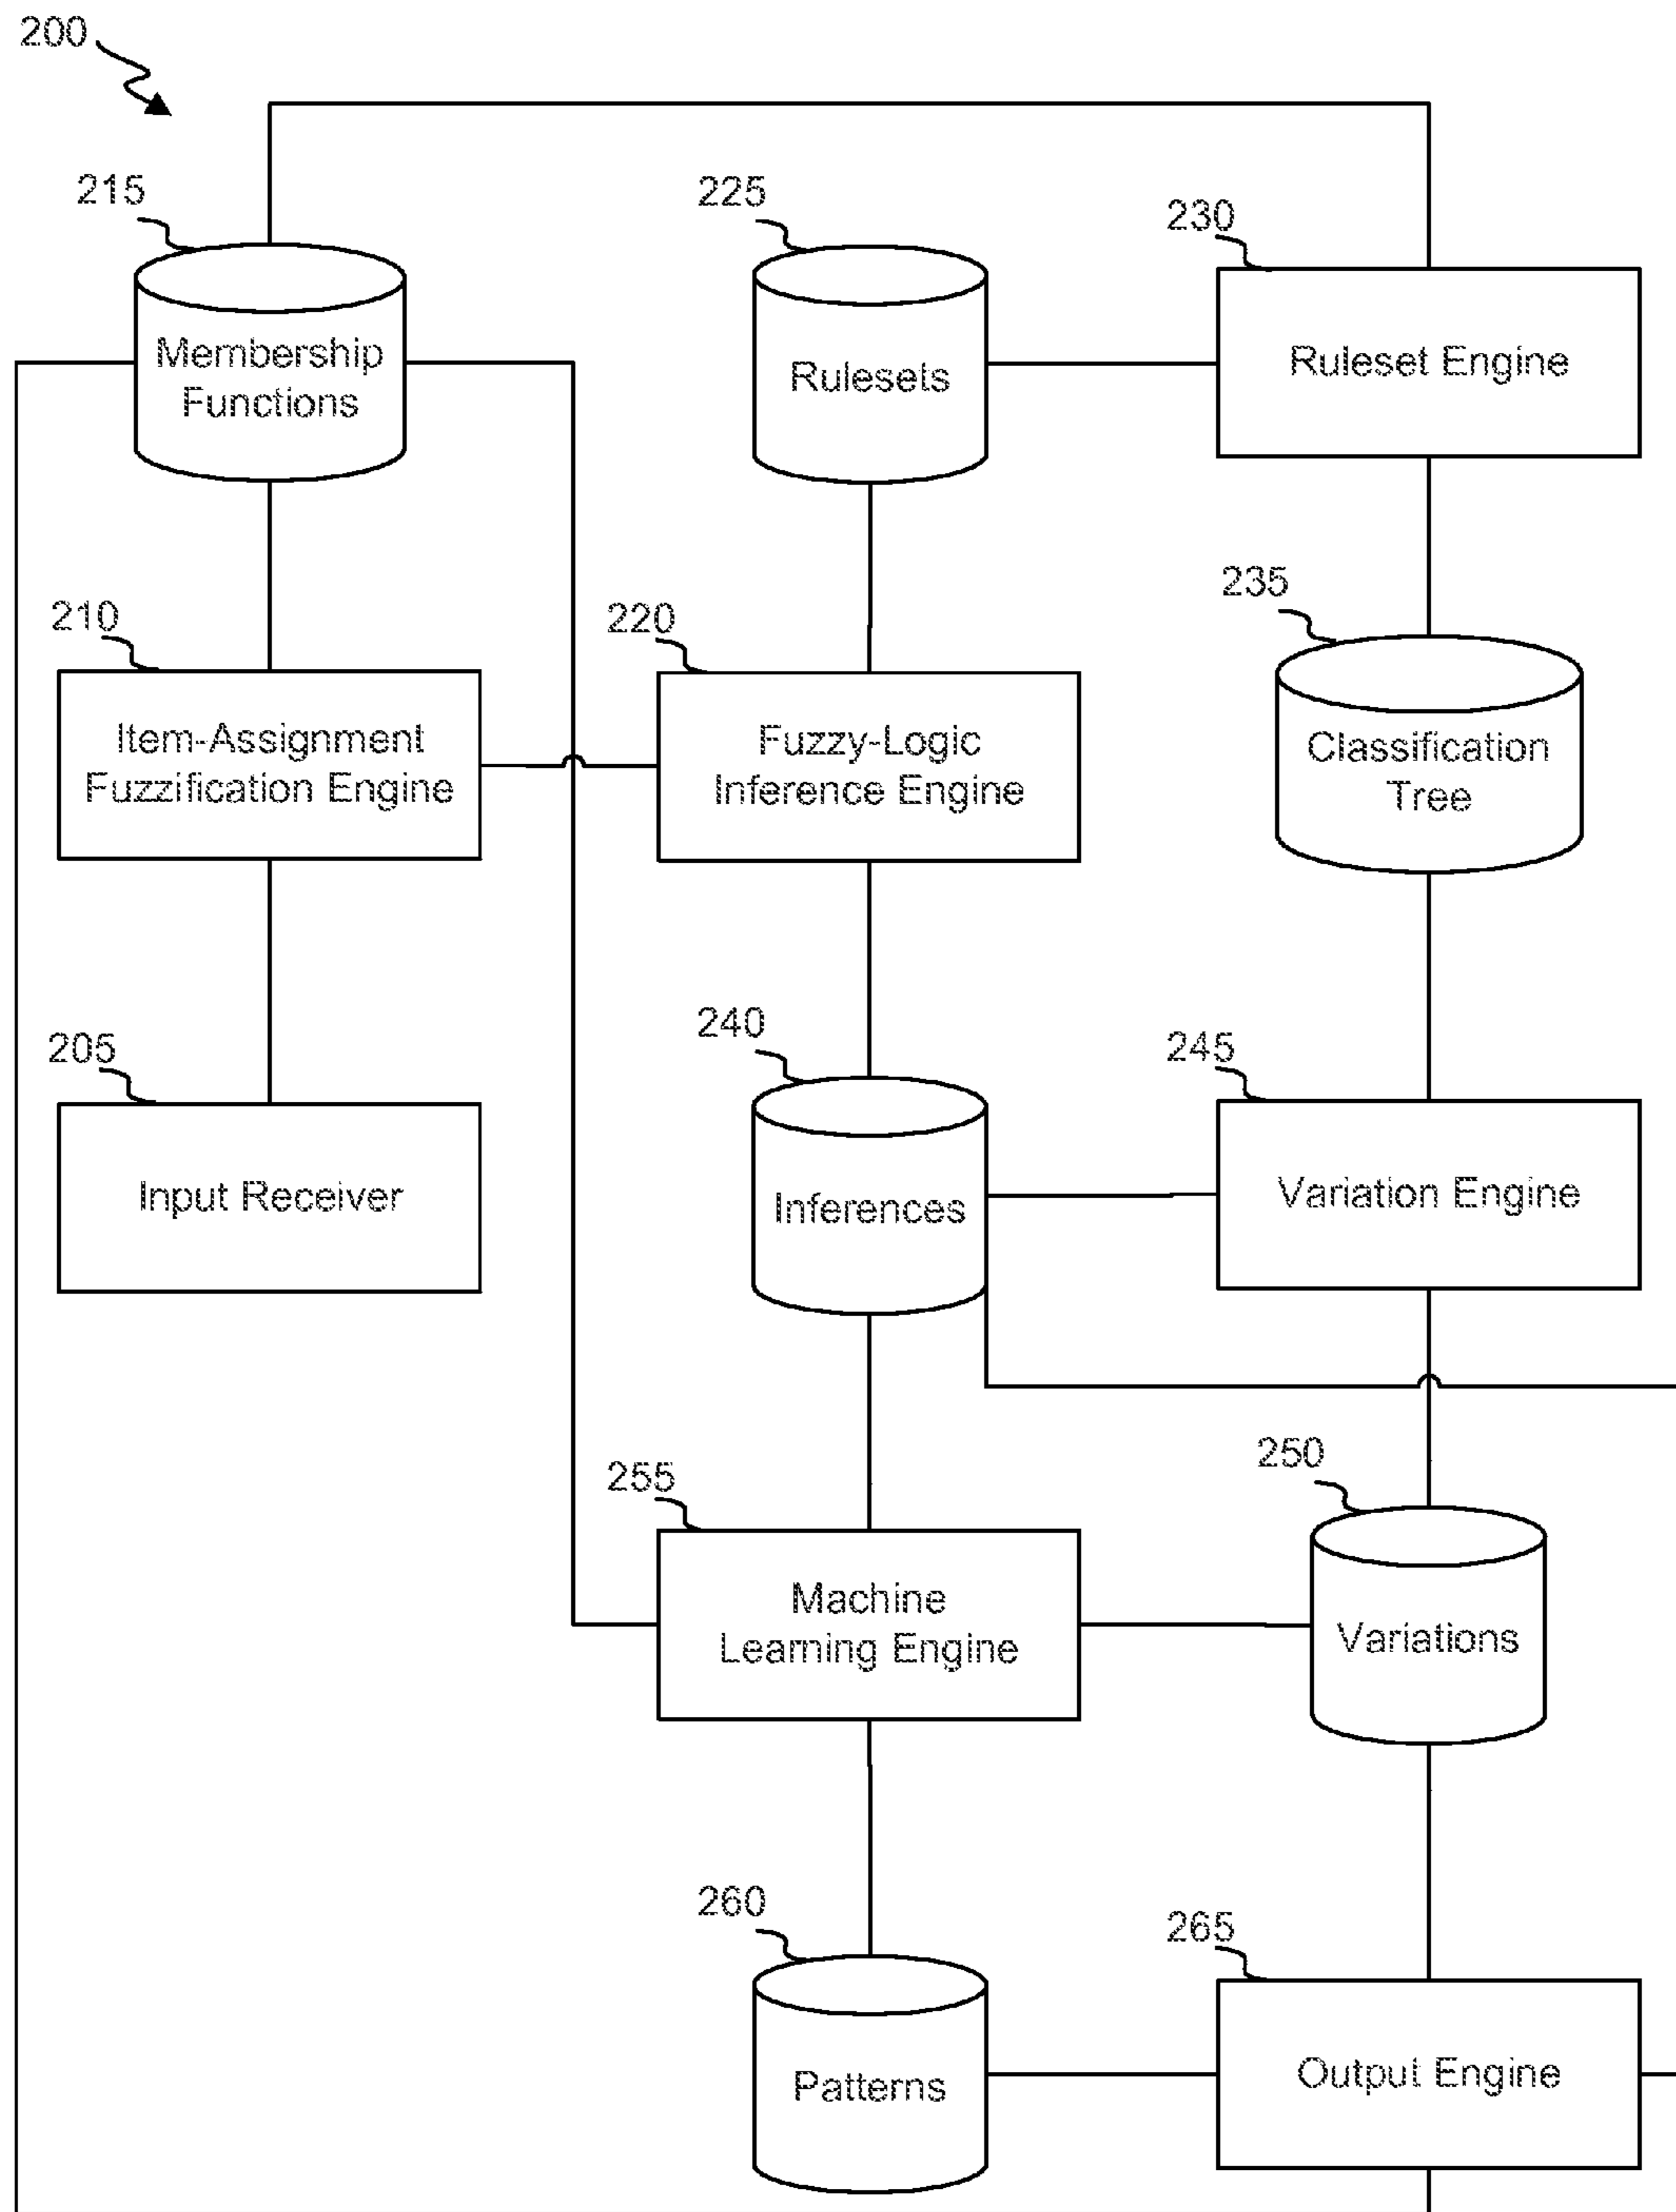 200
215
225
230
Membership
Functions
Rulesets
Ruleset Engine
235
210
220
Item-Assignment
Fuzzification Engine
Fuzzy-Logic
Inference Engine
Classification
Tree
240
245
205
Input Receiver
Inferences
Variation Engine
250
255
Machine
Learning Engine
Variations
260
265
Patterns
Output Engine